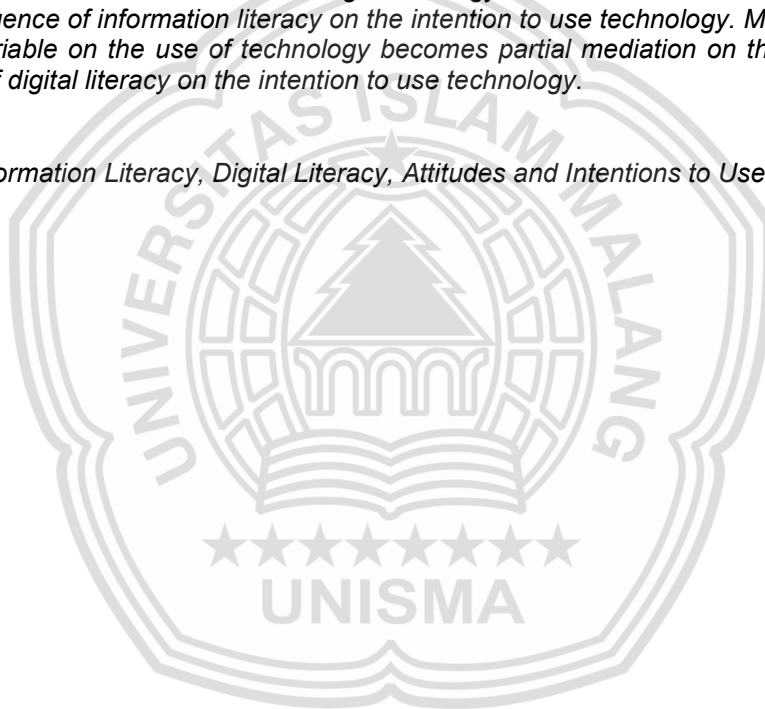 uence of information literacy on the intention to use technology. M
riable on the use of technology becomes partial mediation on th
f digital literacy on the intention to use technology.
ormation Literacy, Digital Literacy, Attitudes and Intentions to Use
UNIVERSITAS ISLAM MALANG
UNISMA